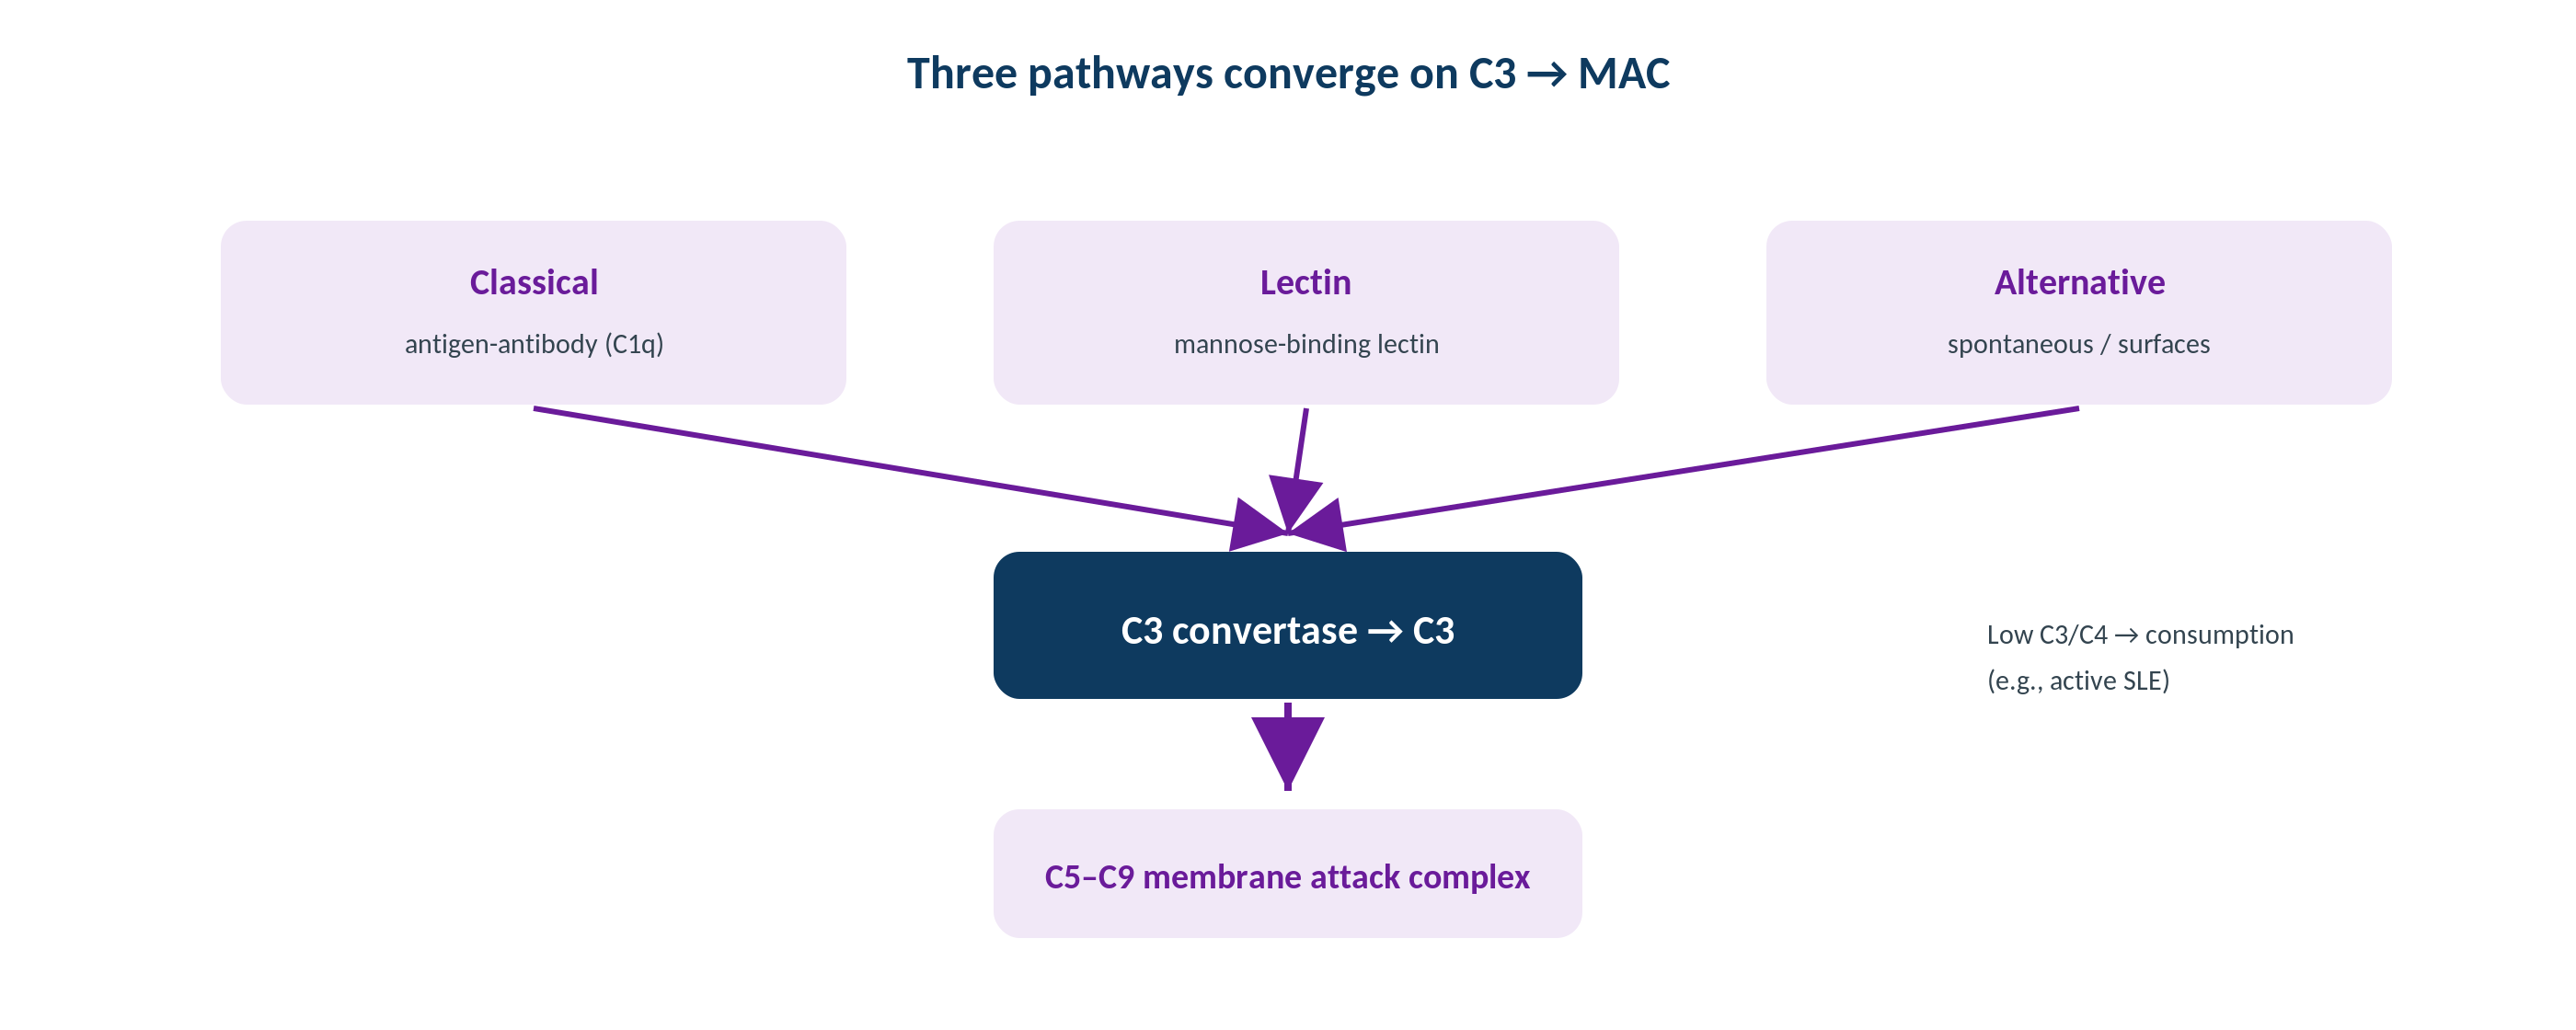 Three pathways converge on C3 → MAC
Classical
antigen-antibody (C1q)
Lectin
mannose-binding lectin
Alternative
spontaneous / surfaces
C3 convertase → C3
Low C3/C4 → consumption
(e.g., active SLE)
C5–C9 membrane attack complex